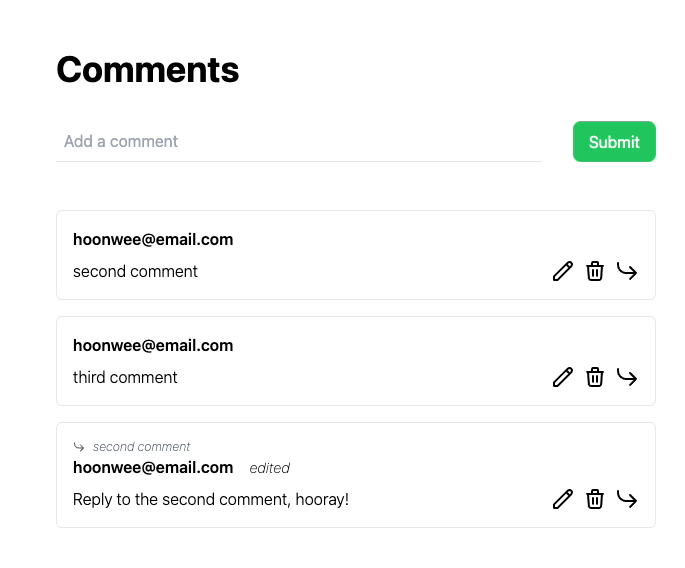 Comments
Add a comment
Submit
hoonwee@email.com
second comment
hoonwee@email.com
third comment
second comment
hoonwee@email.com edited
Reply to the second comment, hooray!